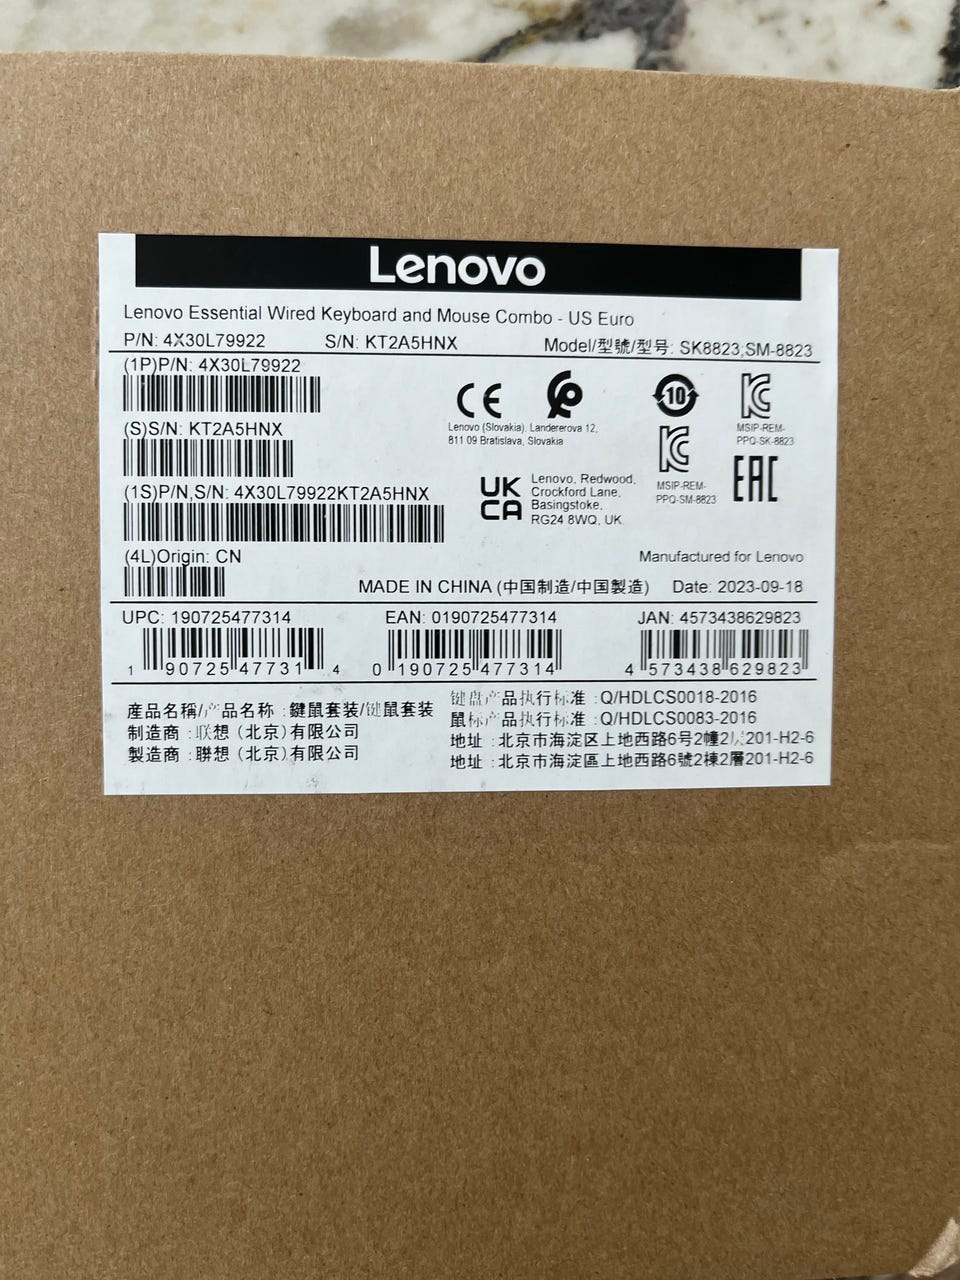 Lenovo
Lenovo Essential Wired Keyboard and Mouse Combo - US Euro
P/N: 4X30L79922 S/N: KT2A5HNX Model/型號/型号: SK8823,SM-8823
(1P)P/N: 4X30L79922
(S)S/N: KT2A5HNX
(1S)P/N,S/N: 4X30L79922KT2A5HNX
(4L)Origin: CN
CE
Lenovo (Slovakia), Landererova 12,
811 09 Bratislava, Slovakia
10
MSIP-REM-
PPQ-SK-8823
MSIP-REM-
PPQ-SM-8823
EAC
UK
CA
Lenovo, Redwood,
Crockford Lane,
Basingstoke,
RG24 8WQ, UK
Manufactured for Lenovo
MADE IN CHINA (中国制造/中國製造) Date: 2023-09-18
UPC: 190725477314 EAN: 0190725477314 JAN: 4573438629823
1 90725 47731 4 0 190725 477314 4 573438 629823
産品名稱/产品名称 : 鍵鼠套装/键鼠套装
制造商 : 联想（北京）有限公司
製造商 : 聯想（北京）有限公司
键盘产品执行标准 : Q/HDLCS0018-2016
鼠标产品执行标准 : Q/HDLCS0083-2016
地址 : 北京市海淀区上地西路6号2幢2层201-H2-6
地址 : 北京市海淀區上地西路6號2棟2層201-H2-6